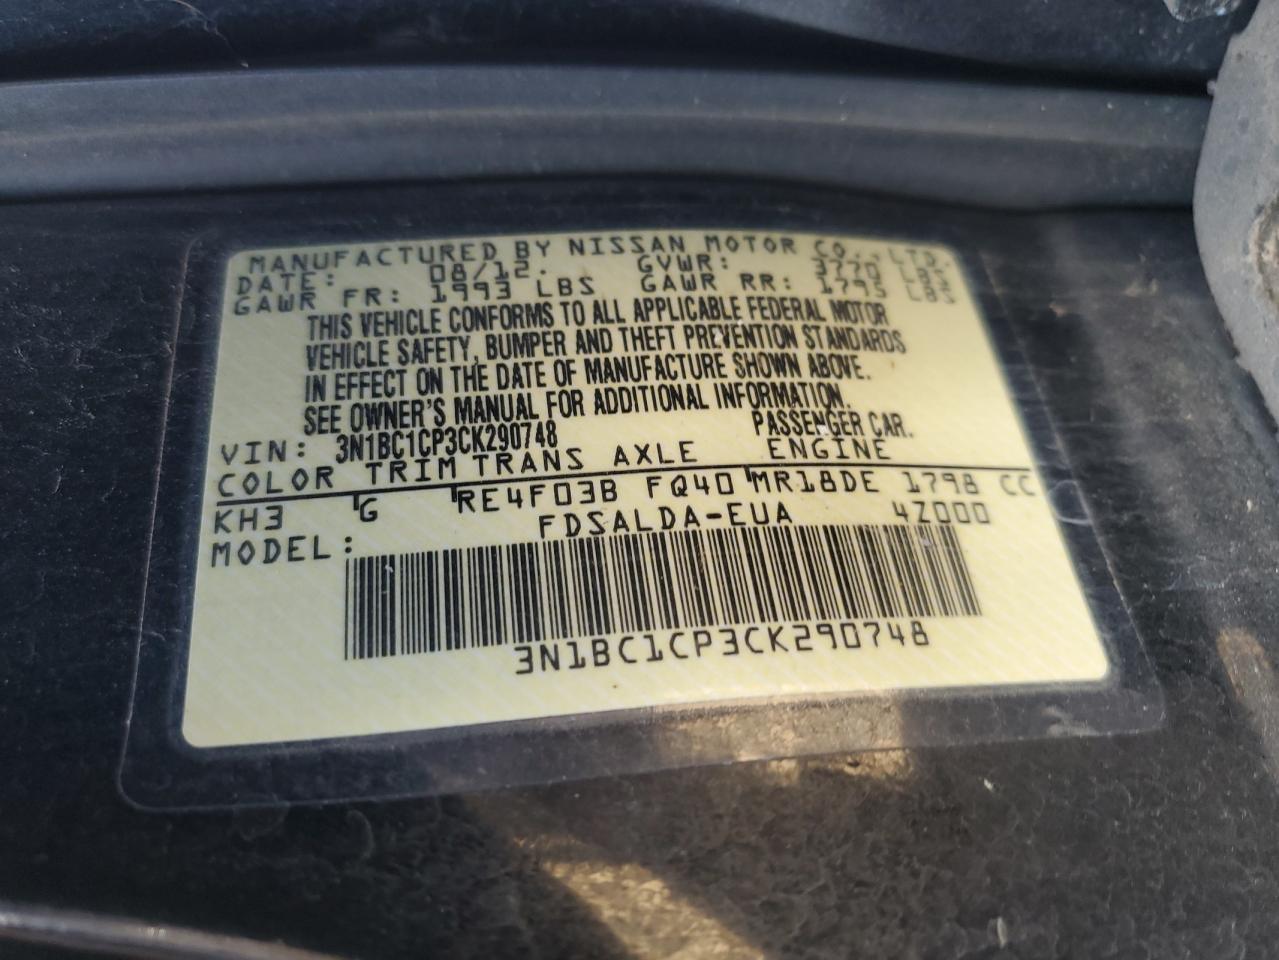 MANUFACTURED BY NISSAN MOTOR CO., LTD.
DATE: 08/12. GVWR: 3770 LBS
GAWR FR: 1993 LBS GAWR RR: 1795 LBS
THIS VEHICLE CONFORMS TO ALL APPLICABLE FEDERAL MOTOR
VEHICLE SAFETY, BUMPER AND THEFT PREVENTION STANDARDS
IN EFFECT ON THE DATE OF MANUFACTURE SHOWN ABOVE.
SEE OWNER'S MANUAL FOR ADDITIONAL INFORMATION.
VIN: 3N1BC1CP3CK290748 PASSENGER CAR.
COLOR TRIM TRANS AXLE ENGINE
KH3 G RE4F03B FQ40 MR18DE 1798 CC
MODEL: FDSALDA-EUA 4Z000
3N1BC1CP3CK290748